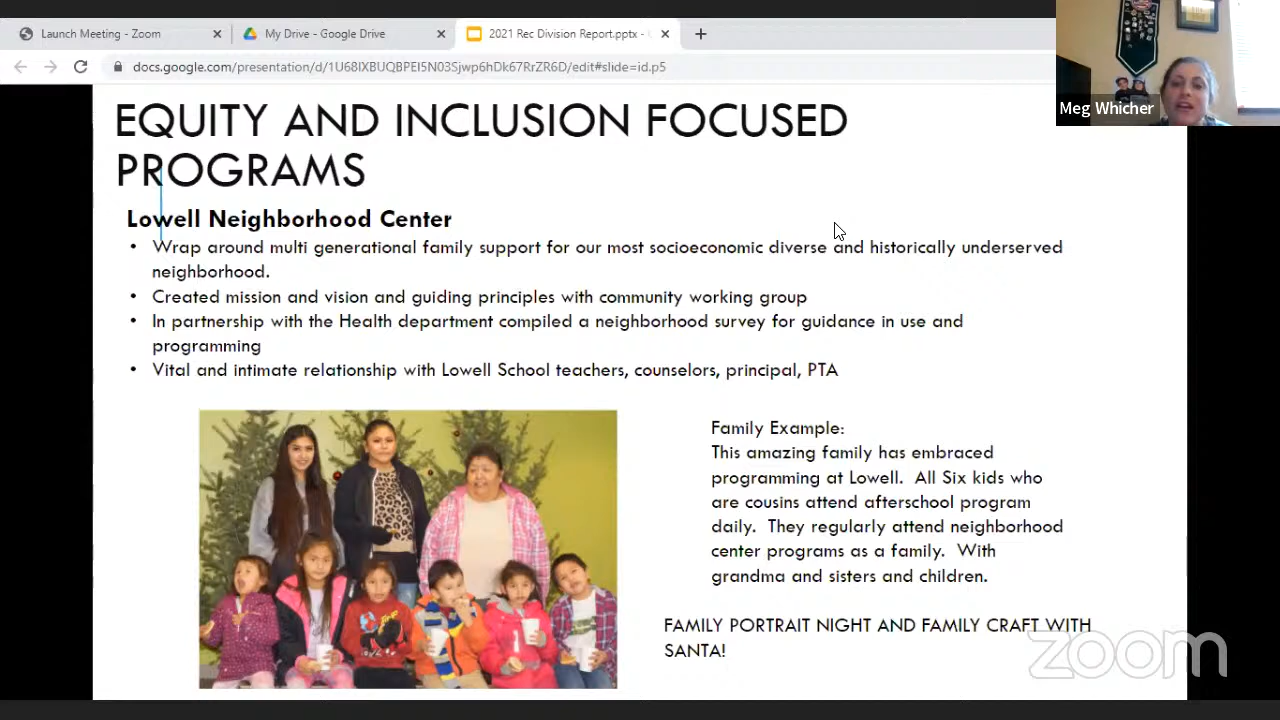 Launch Meeting - Zoom
My Drive - Google Drive
2021 Rec Division Report.pptx -
docs.google.com/presentation/d/1U68IXBUQBPEI5N03Sjwp6hDk67RrZR6D/edit#slide=id.p5
Meg Whicher
EQUITY AND INCLUSION FOCUSED
PROGRAMS
Lowell Neighborhood Center
• Wrap around multi generational family support for our most socioeconomic diverse and historically underserved
neighborhood.
• Created mission and vision and guiding principles with community working group
• In partnership with the Health department compiled a neighborhood survey for guidance in use and
programming
• Vital and intimate relationship with Lowell School teachers, counselors, principal, PTA
Family Example:
This amazing family has embraced
programming at Lowell. All Six kids who
are cousins attend afterschool program
daily. They regularly attend neighborhood
center programs as a family. With
grandma and sisters and children.
FAMILY PORTRAIT NIGHT AND FAMILY CRAFT WITH
SANTA!
zoom